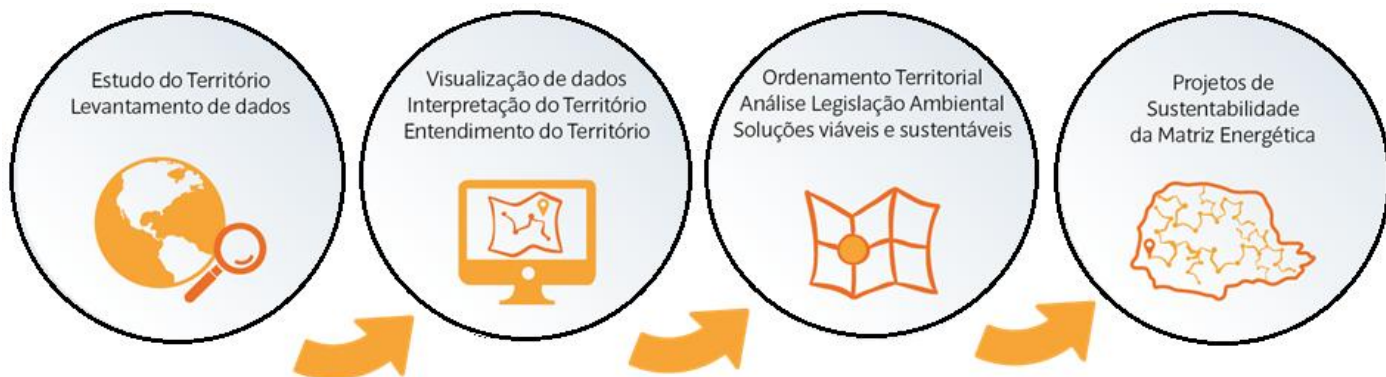 Estudo do Território
Levantamento de dados
Visualização de dados
Interpretação do Território
Entendimento do Território
Ordenamento Territorial
Análise Legislação Ambiental
Soluções viáveis e sustentáveis
Projetos de
Sustentabilidade
da Matriz Energética